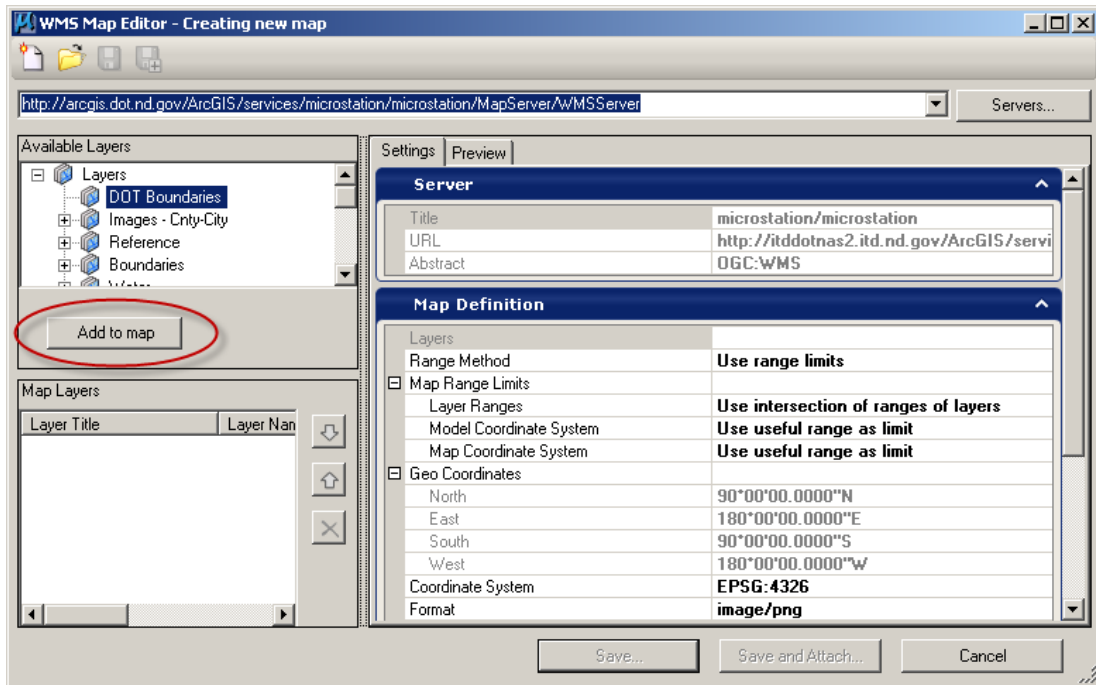 WMS Map Editor - Creating new map
http://arcgis.dot.nd.gov/ArcGIS/services/microstation/microstation/MapServer/WMSServer
Servers...
Available Layers
Layers
DOT Boundaries
Images - Cnty-City
Reference
Boundaries
Add to map
Map Layers
Layer Title Layer Nan
Settings Preview
Server
Title microstation/microstation
URL http://itddotnas2.itd.nd.gov/ArcGIS/servi
Abstract OGC:WMS
Map Definition
Layers
Range Method Use range limits
Map Range Limits
Layer Ranges Use intersection of ranges of layers
Model Coordinate System Use useful range as limit
Map Coordinate System Use useful range as limit
Geo Coordinates
North 90°00'00.0000"N
East 180°00'00.0000"E
South 90°00'00.0000"S
West 180°00'00.0000"W
Coordinate System EPSG:4326
Format image/png
Save... Save and Attach... Cancel